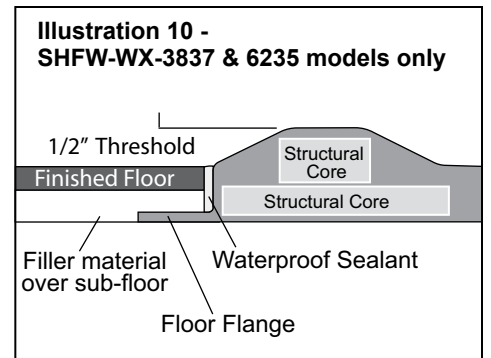 Illustration 10 -
SHFW-WX-3837 & 6235 models only
1/2” Threshold
Structural
Core
Finished Floor
Structural Core
Filler material
over sub-floor
Waterproof Sealant
Floor Flange